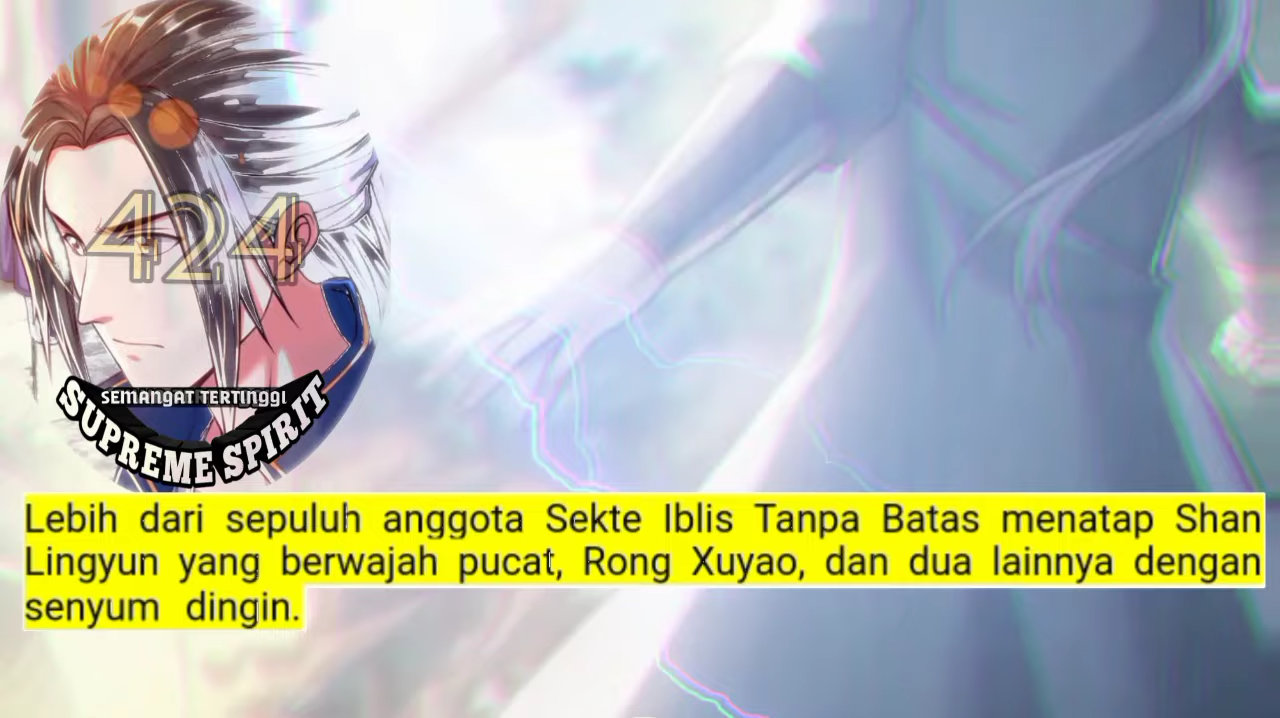 424
SEMANGAT TERTINGGI
SUPREME SPIRIT
Lebih dari sepuluh anggota Sekte Iblis Tanpa Batas menatap Shan
Lingyun yang berwajah pucat, Rong Xuyao, dan dua lainnya dengan
senyum dingin.